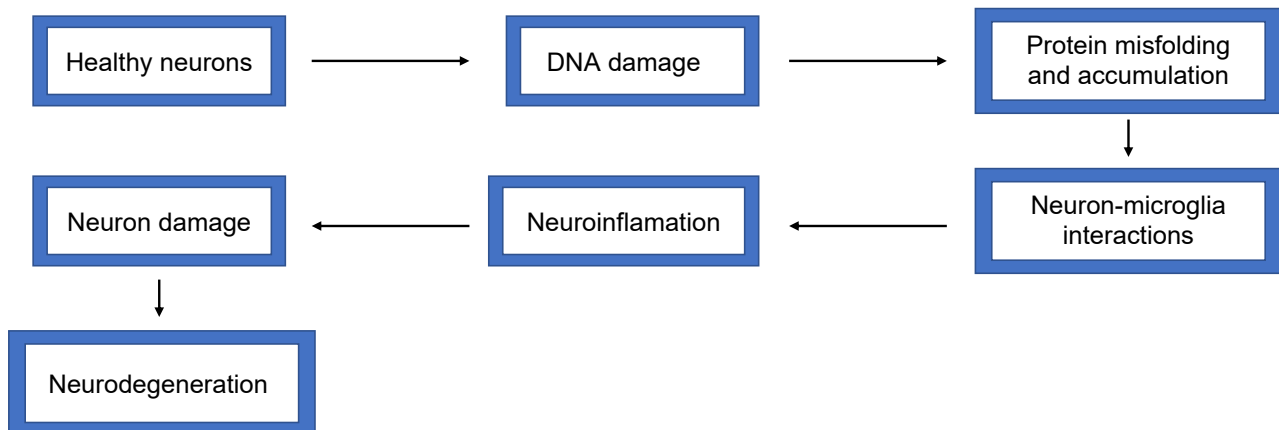 Healthy neurons
DNA damage
Protein misfolding
and accumulation
Neuron-microglia
interactions
Neuroinflamation
Neuron damage
Neurodegeneration